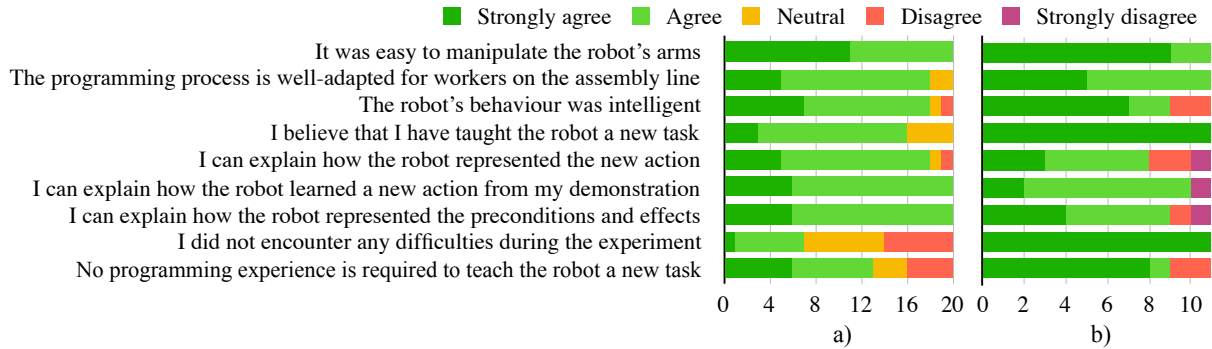 Strongly agree Agree Neutral Disagree Strongly disagree
It was easy to manipulate the robot's arms
The programming process is well-adapted for workers on the assembly line
The robot's behaviour was intelligent
I believe that I have taught the robot a new task
I can explain how the robot represented the new action
I can explain how the robot learned a new action from my demonstration
I can explain how the robot represented the preconditions and effects
I did not encounter any difficulties during the experiment
No programming experience is required to teach the robot a new task
0 4 8 12 16 20 0 2 4 6 8 10
a) b)